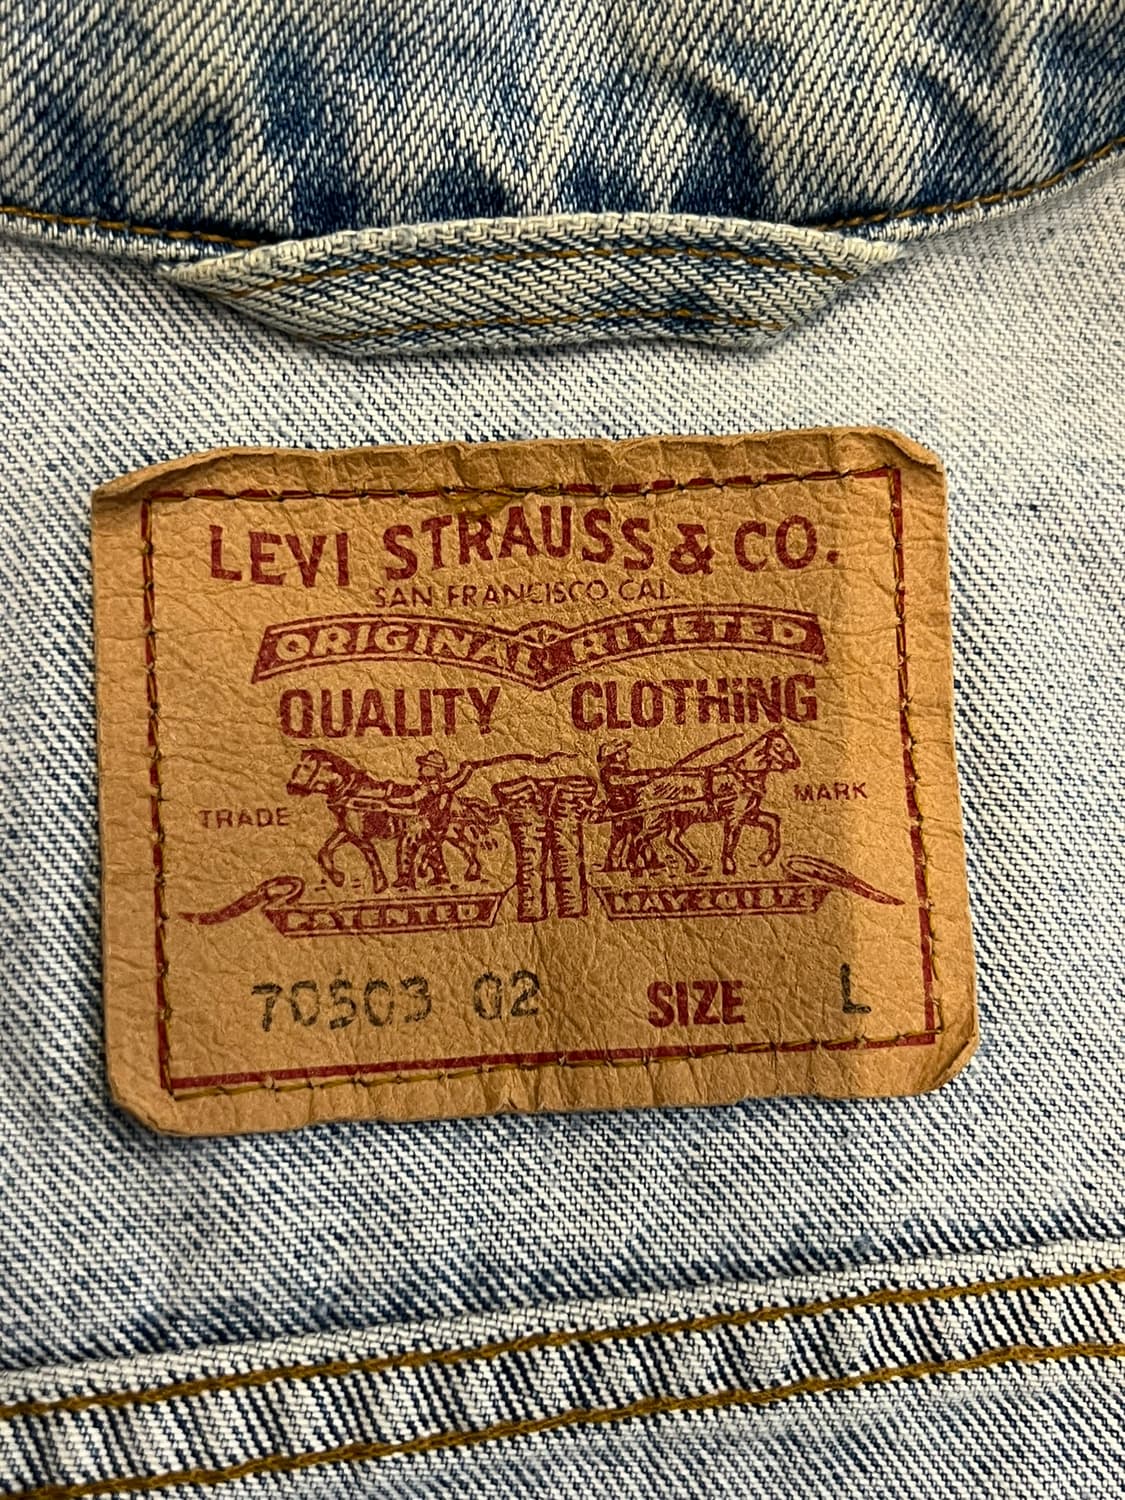 LEVI STRAUSS & CO.
SAN FRANCISCO CAL.
ORIGINAL RIVETED
QUALITY CLOTHING
TRADE MARK
PATENTED MAY 20 1873
70503 02 SIZE L